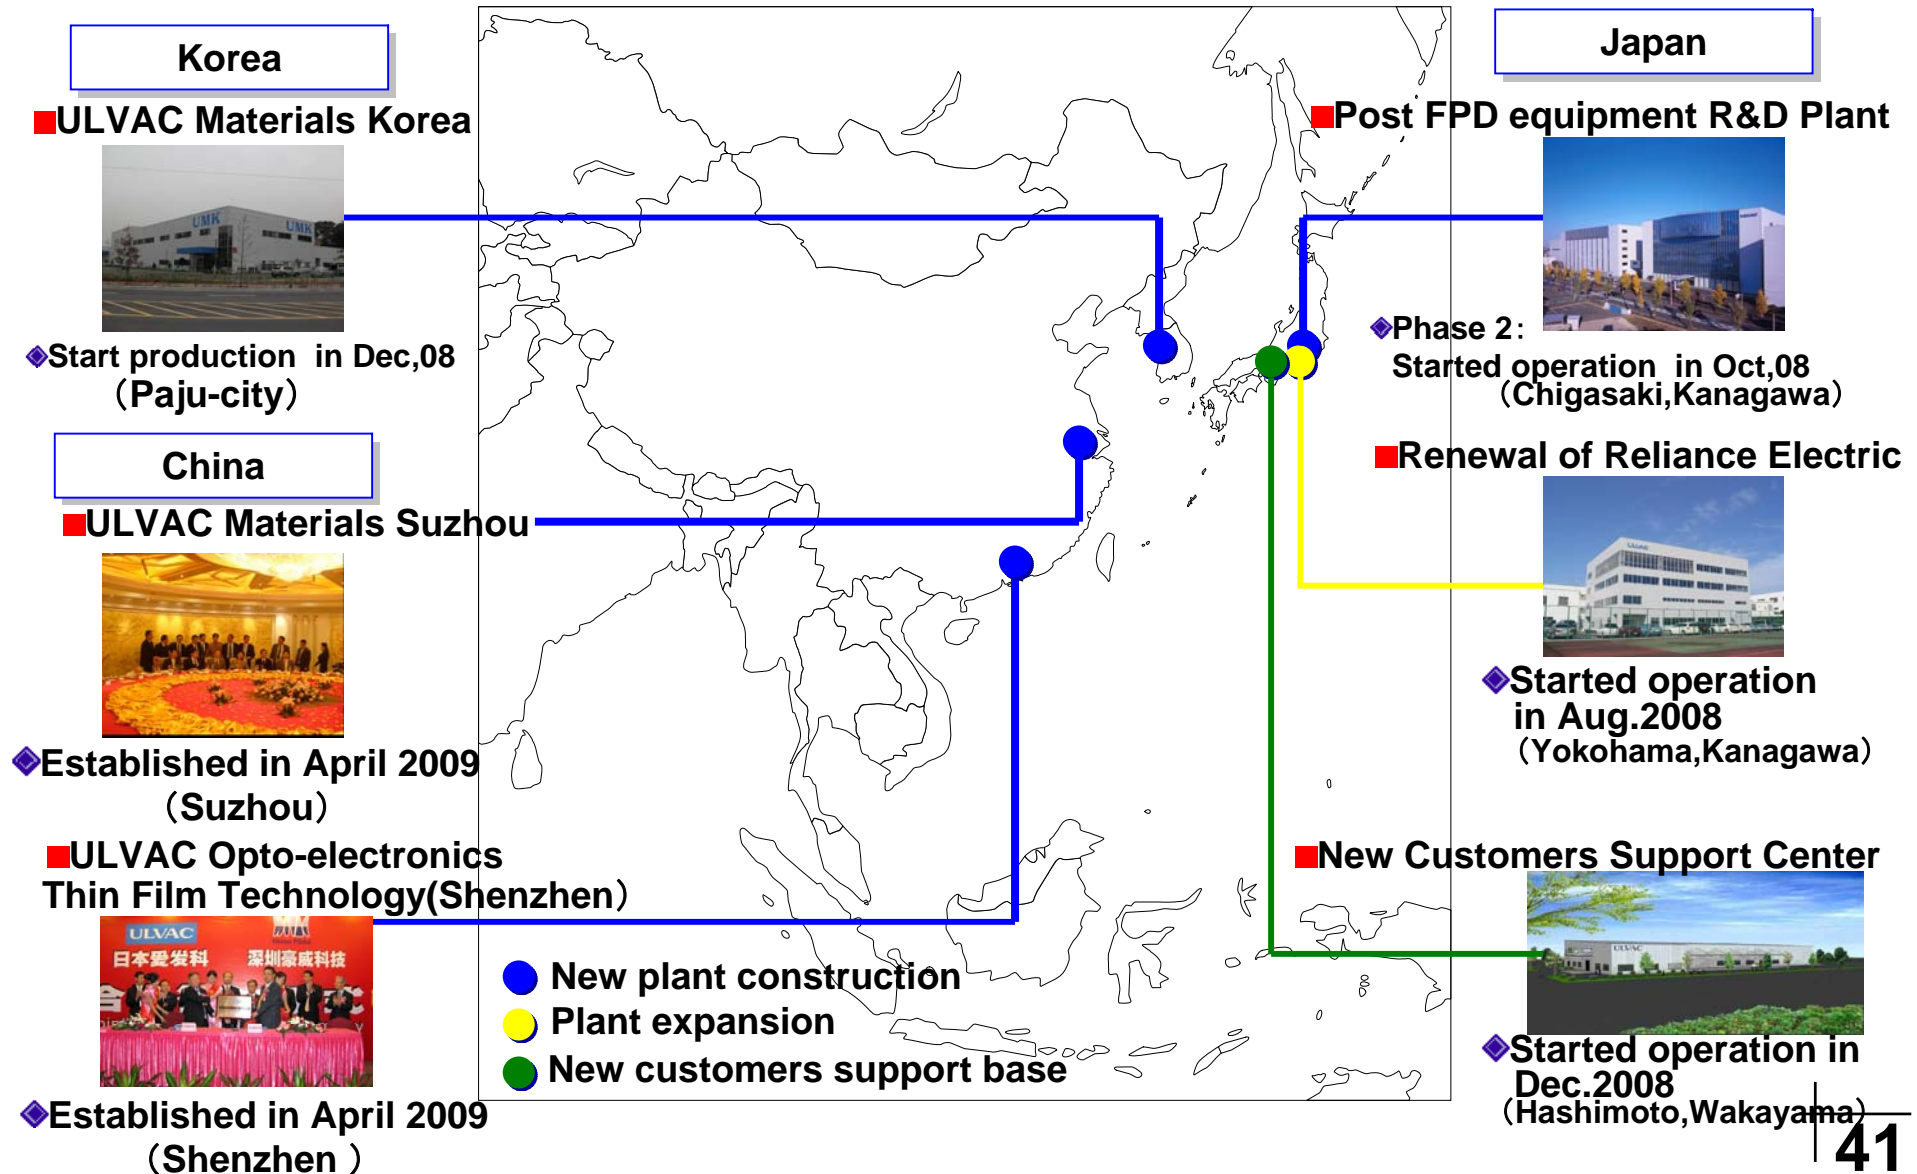 Korea
■ULVAC Materials Korea
UMK
UMK
◈Start production in Dec,08
（Paju-city）
China
■ULVAC Materials Suzhou
◈Established in April 2009
（Suzhou）
■ULVAC Opto-electronics
Thin Film Technology(Shenzhen）
ULVAC
日本爱发科
深圳豪威科技
◈Established in April 2009
（Shenzhen ）
New plant construction
Plant expansion
New customers support base
Japan
■Post FPD equipment R&D Plant
◈Phase 2：
Started operation in Oct,08
（Chigasaki,Kanagawa）
■Renewal of Reliance Electric
ULVAC
◈Started operation
in Aug.2008
（Yokohama,Kanagawa）
■New Customers Support Center
ULVAC
◈Started operation in
Dec.2008
（Hashimoto,Wakayama）
41